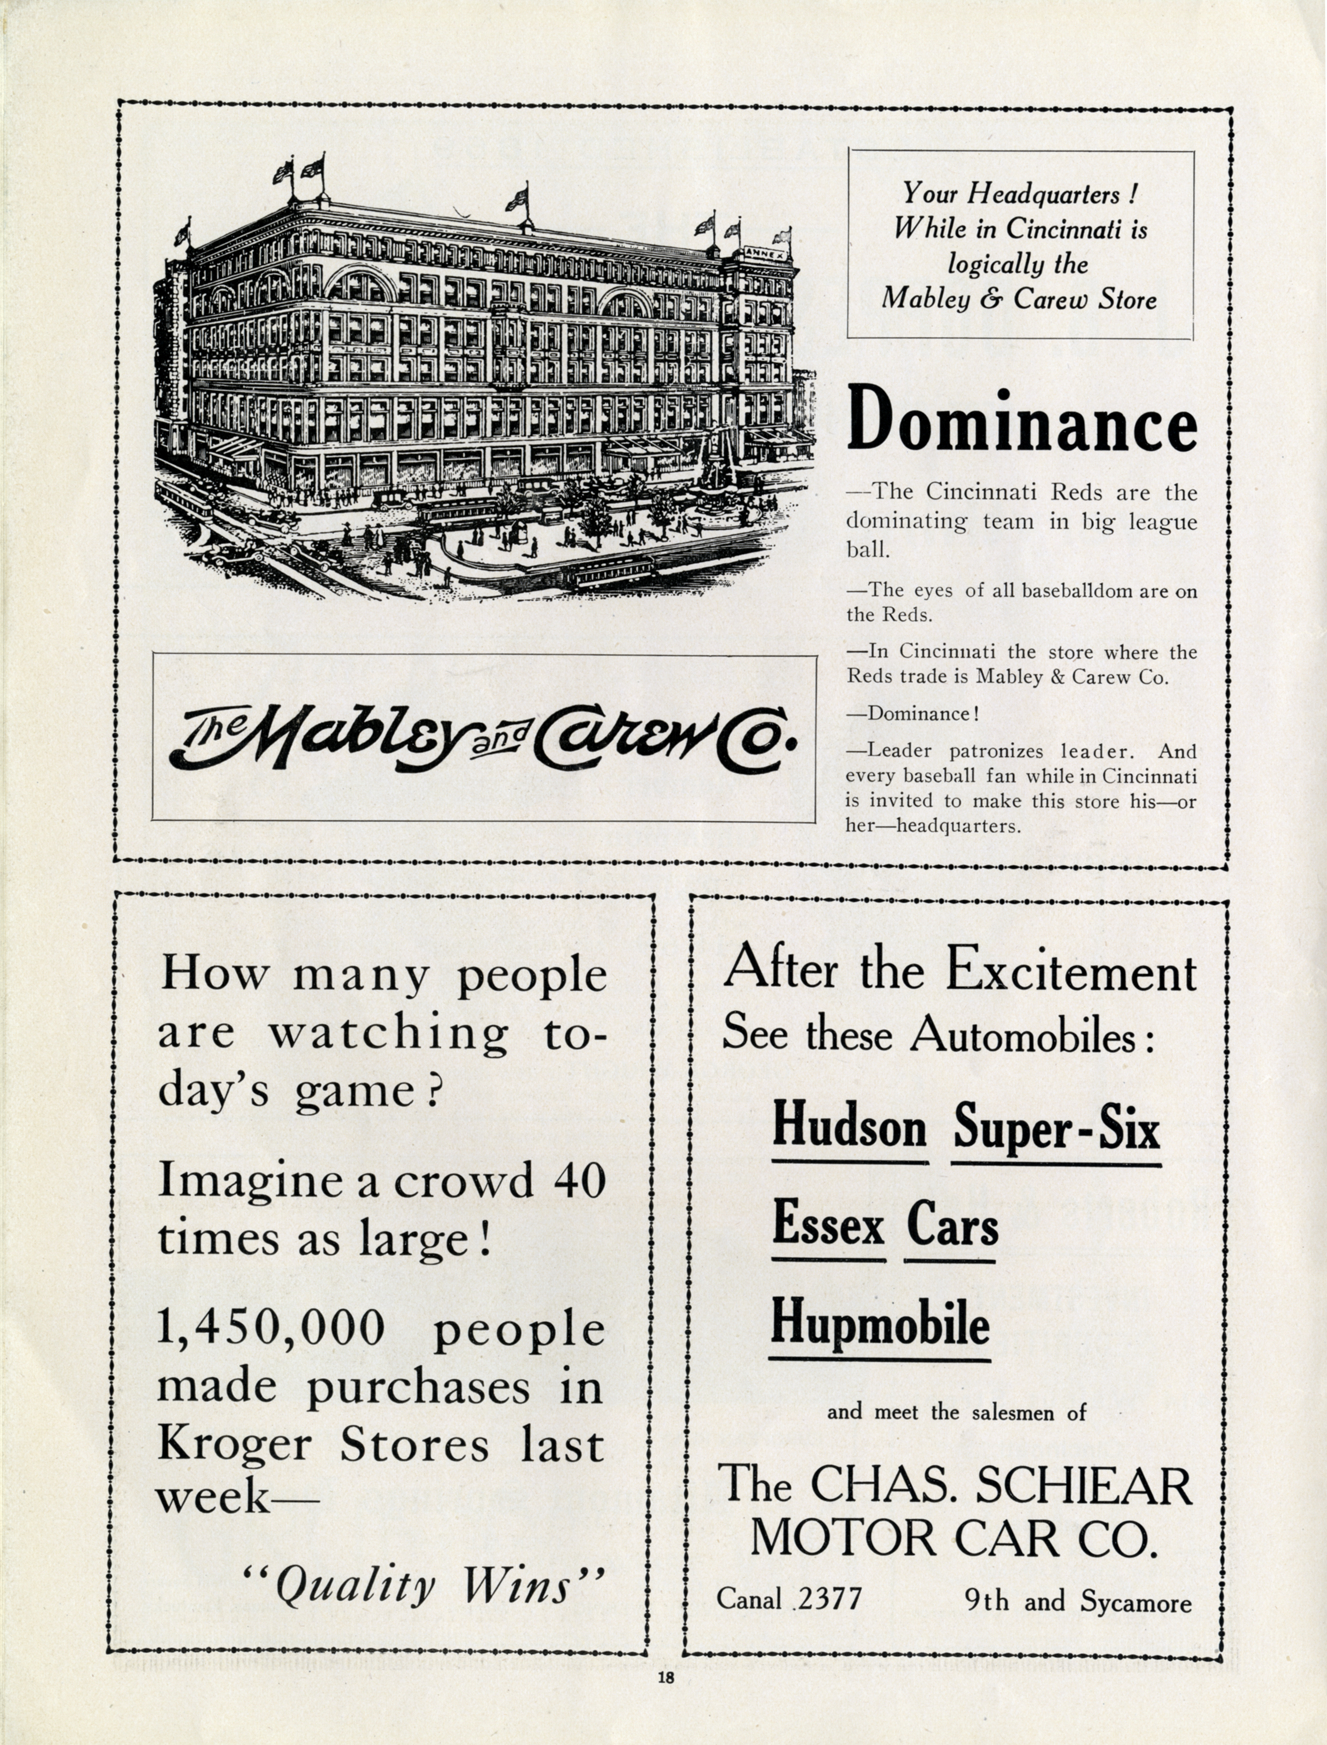 ANNEX
Your Headquarters !
While in Cincinnati is
logically the
Mabley & Carew Store
Dominance
—The Cincinnati Reds are the
dominating team in big league
ball.
—The eyes of all baseballdom are on
the Reds.
—In Cincinnati the store where the
Reds trade is Mabley & Carew Co.
—Dominance !
—Leader patronizes leader. And
every baseball fan while in Cincinnati
is invited to make this store his—or
her—headquarters.
The Mabley and Carew Co.
How many people
are watching to-
day's game ?
Imagine a crowd 40
times as large !
1,450,000 people
made purchases in
Kroger Stores last
week—
“Quality Wins”
After the Excitement
See these Automobiles :
Hudson Super-Six
Essex Cars
Hupmobile
and meet the salesmen of
The CHAS. SCHIEAR
MOTOR CAR CO.
Canal 2377 9th and Sycamore
18